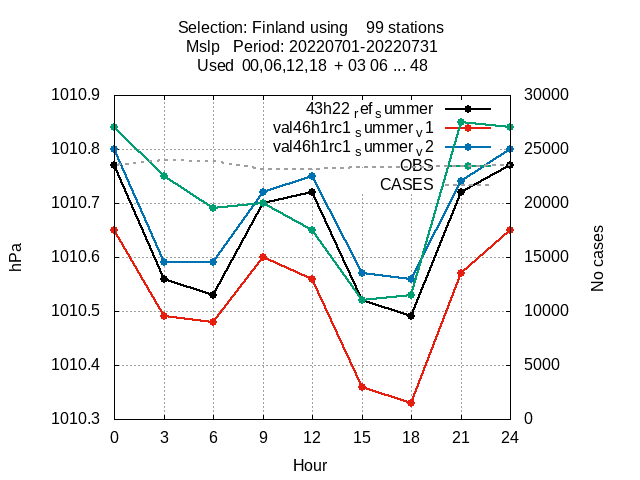 Selection: Finland using 99 stations
Mslp Period: 20220701-20220731
Used 00,06,12,18 + 03 06 ... 48
1010.9
1010.8
1010.7
1010.6
1010.5
1010.4
1010.3
hPa
43h22_ref_summer
val46h1rc1_summer_v1
val46h1rc1_summer_v2
OBS
CASES
30000
25000
20000
15000
10000
5000
0
No cases
0 3 6 9 12 15 18 21 24
Hour